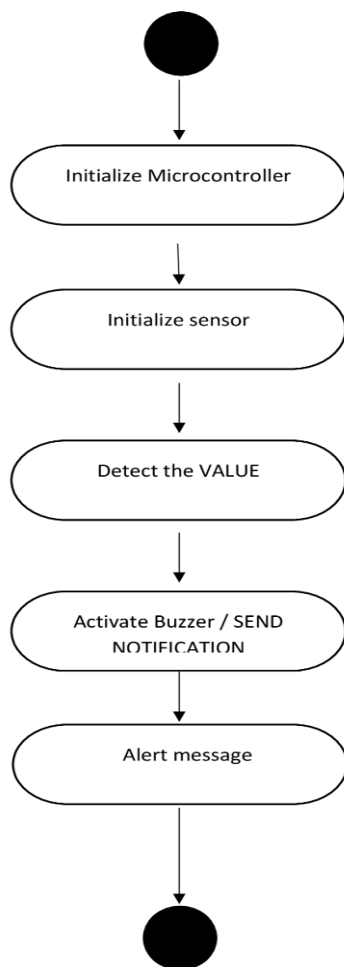 Initialize Microcontroller
Initialize sensor
Detect the VALUE
Activate Buzzer / SEND
NOTIFICATION
Alert message